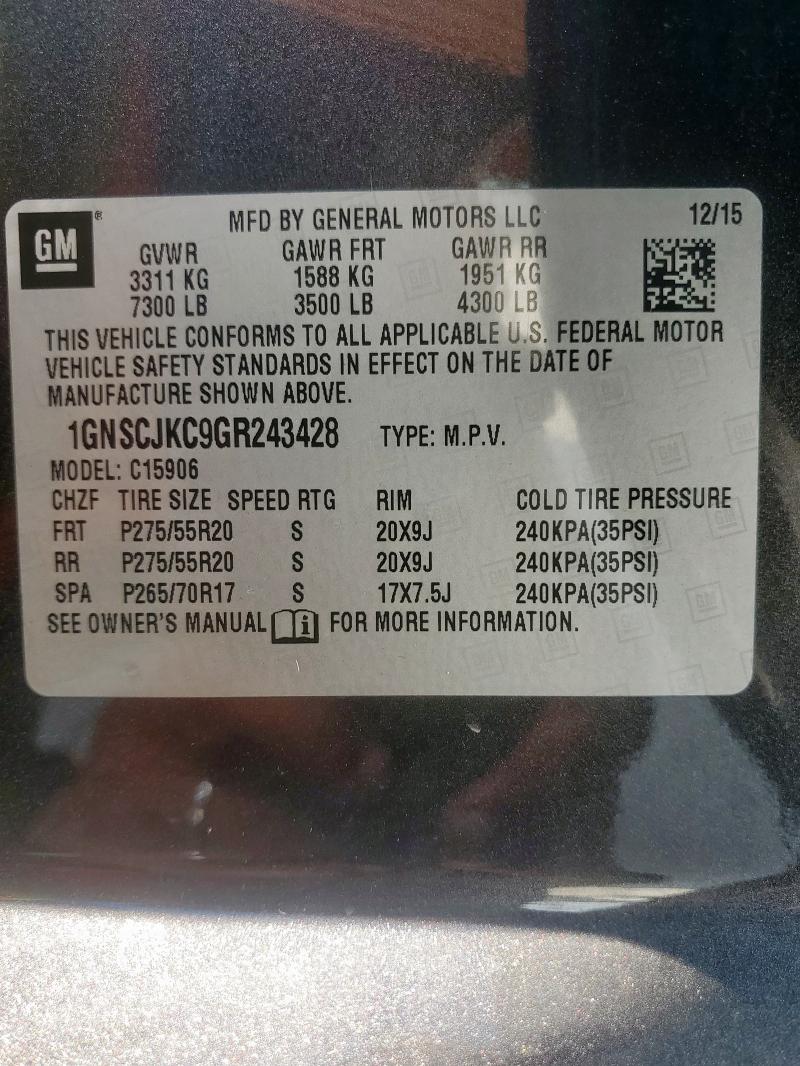 GM ® MFD BY GENERAL MOTORS LLC 12/15
GVWR GAWR FRT GAWR RR
3311 KG 1588 KG 1951 KG
7300 LB 3500 LB 4300 LB
THIS VEHICLE CONFORMS TO ALL APPLICABLE U.S. FEDERAL MOTOR
VEHICLE SAFETY STANDARDS IN EFFECT ON THE DATE OF
MANUFACTURE SHOWN ABOVE.
1GNSCJKC9GR243428 TYPE: M.P.V.
MODEL: C15906
CHZF TIRE SIZE SPEED RTG RIM COLD TIRE PRESSURE
FRT P275/55R20 S 20X9J 240KPA(35PSI)
RR P275/55R20 S 20X9J 240KPA(35PSI)
SPA P265/70R17 S 17X7.5J 240KPA(35PSI)
SEE OWNER'S MANUAL i FOR MORE INFORMATION.